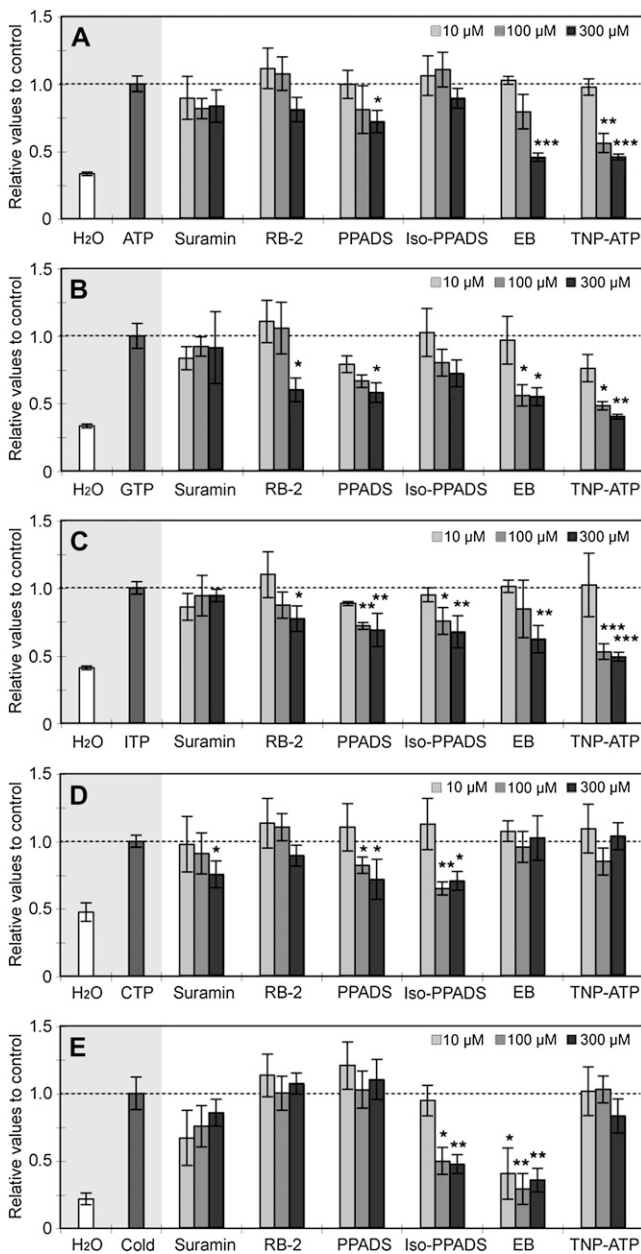 A
10 μM 100 μM 300 μM
Relative values to control
1.5
1.0
0.5
0
*
***
**
***
H2O ATP Suramin RB-2 PPADS Iso-PPADS EB TNP-ATP
B
10 μM 100 μM 300 μM
Relative values to control
1.5
1.0
0.5
0
*
*
*
*
*
**
H2O GTP Suramin RB-2 PPADS Iso-PPADS EB TNP-ATP
C
10 μM 100 μM 300 μM
Relative values to control
1.5
1.0
0.5
0
*
**
**
*
**
**
***
***
H2O ITP Suramin RB-2 PPADS Iso-PPADS EB TNP-ATP
D
10 μM 100 μM 300 μM
Relative values to control
1.5
1.0
0.5
0
*
*
*
**
*
H2O CTP Suramin RB-2 PPADS Iso-PPADS EB TNP-ATP
E
10 μM 100 μM 300 μM
Relative values to control
1.5
1.0
0.5
0
*
**
*
**
**
H2O Cold Suramin RB-2 PPADS Iso-PPADS EB TNP-ATP